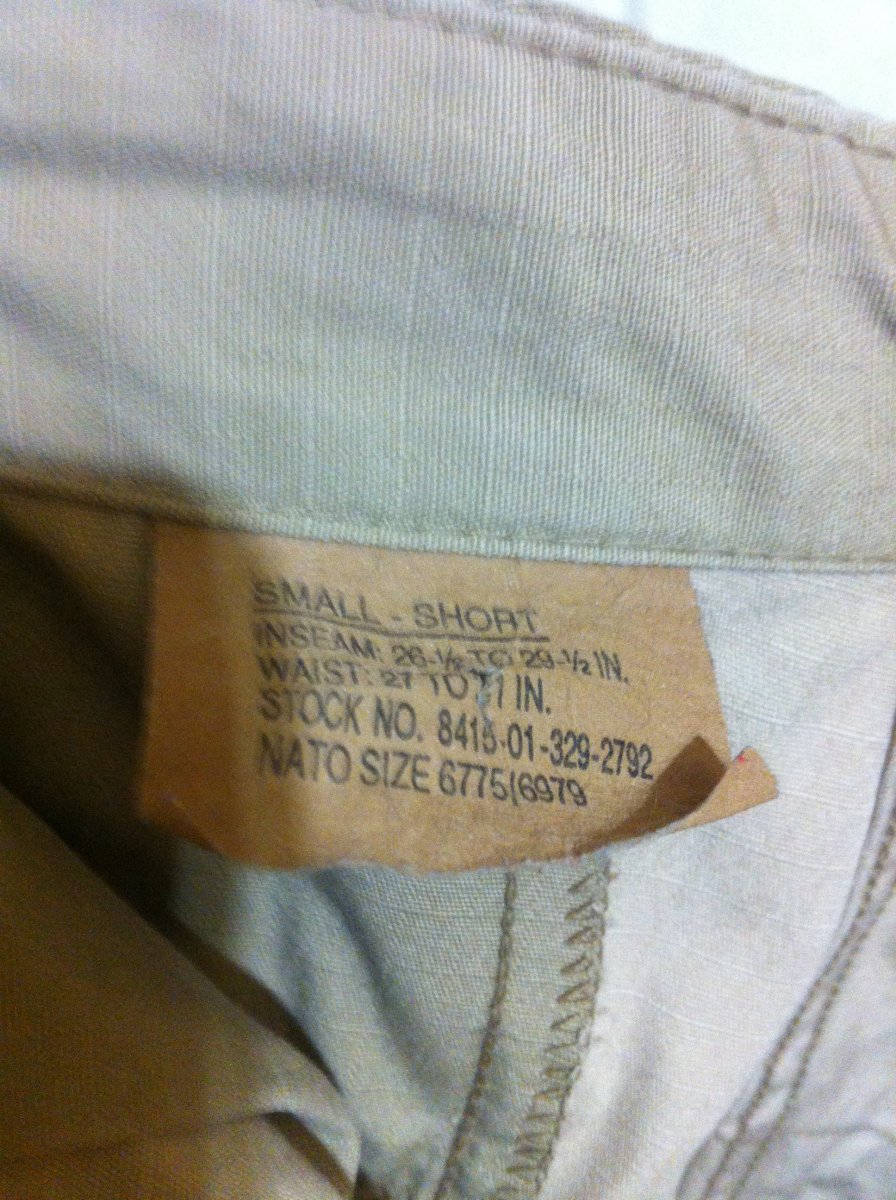 SMALL - SHORT
INSEAM: 26-½ TO 29-½ IN.
WAIST: 27 TO IN.
STOCK NO. 8415-01-329-2792
NATO SIZE 6775(6979